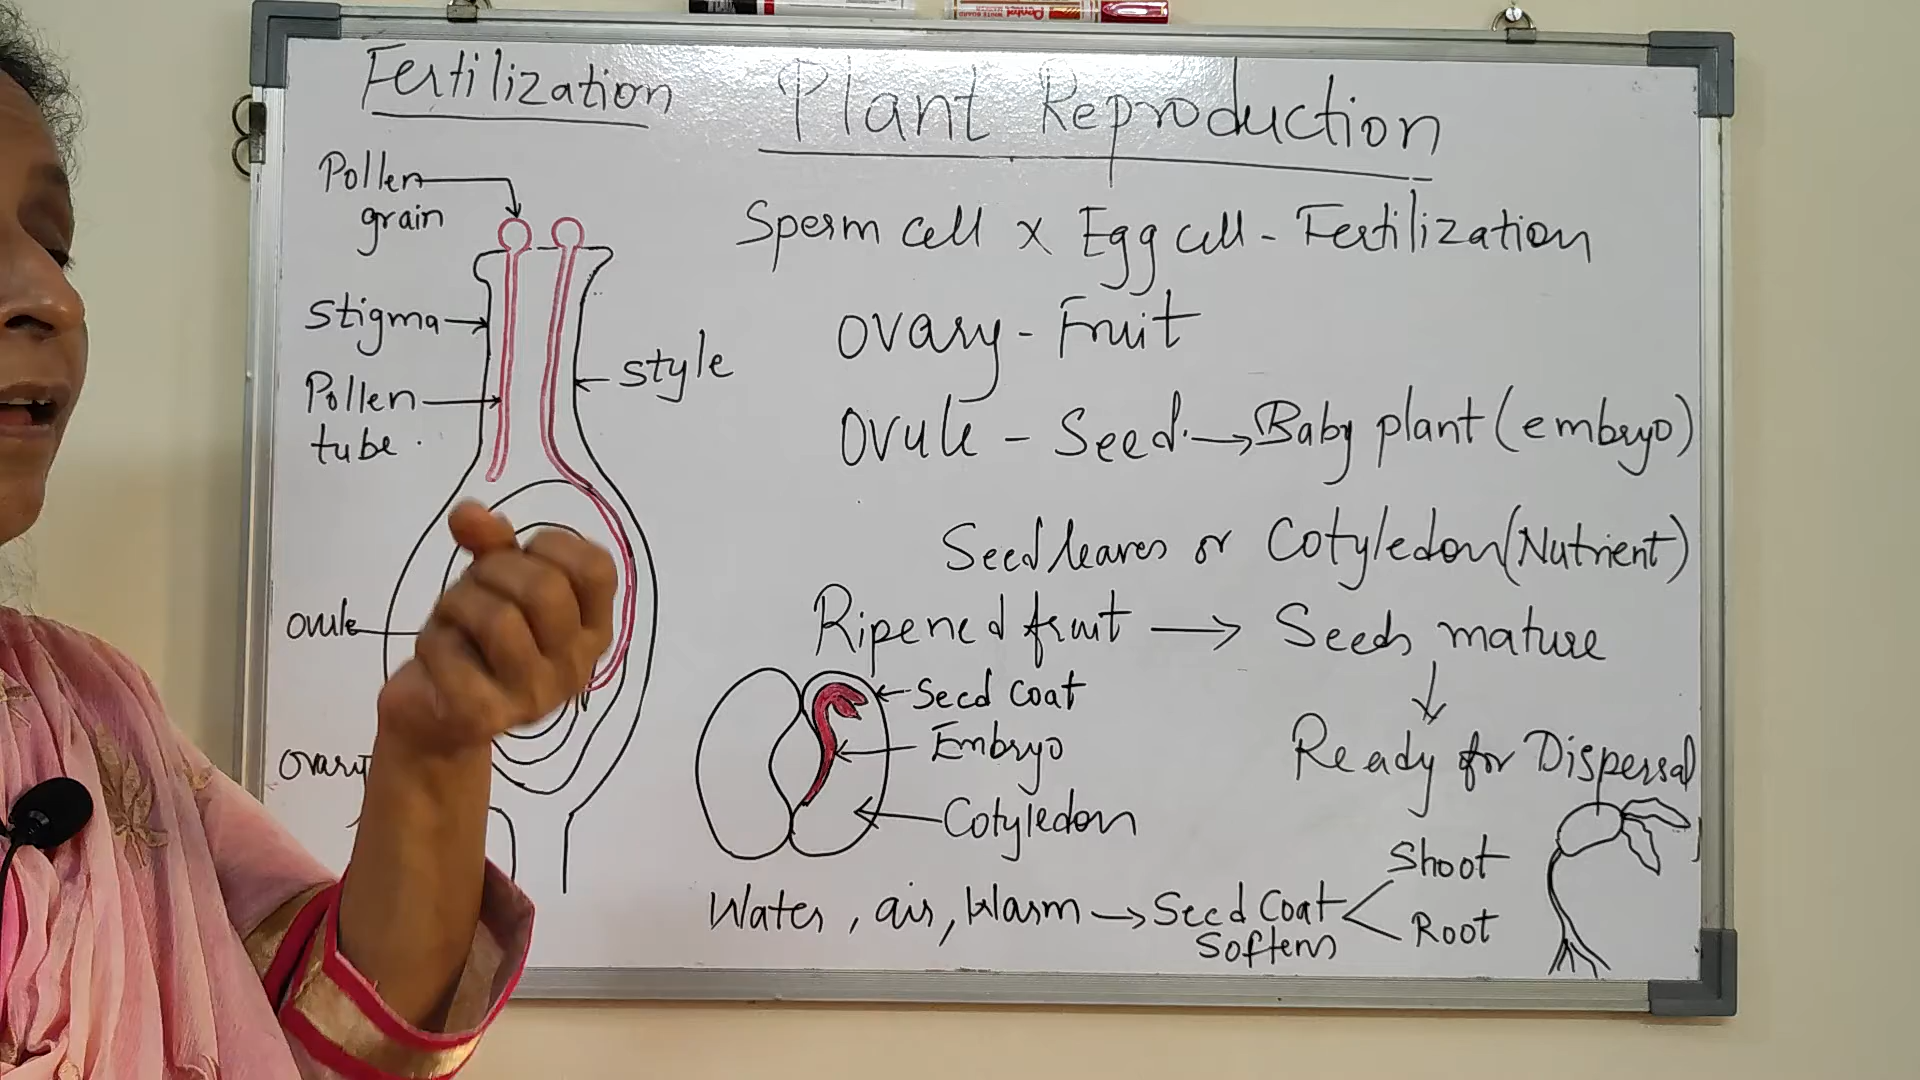 Fertilization
Plant Reproduction
Pollen
grain
Stigma
Pollen
tube.
style
ovule
ovary
Sperm cell x Egg cell - Fertilization
Ovary - Fruit
Ovule - Seed. → Baby plant (embryo)
Seed leaves or Cotyledon (Nutrient)
Ripened fruit → Seeds mature
Ready for Dispersal
Seed Coat
Embryo
Cotyledon
Water, air, Warm → Seed Coat
Softens
Shoot
Root
Pentel